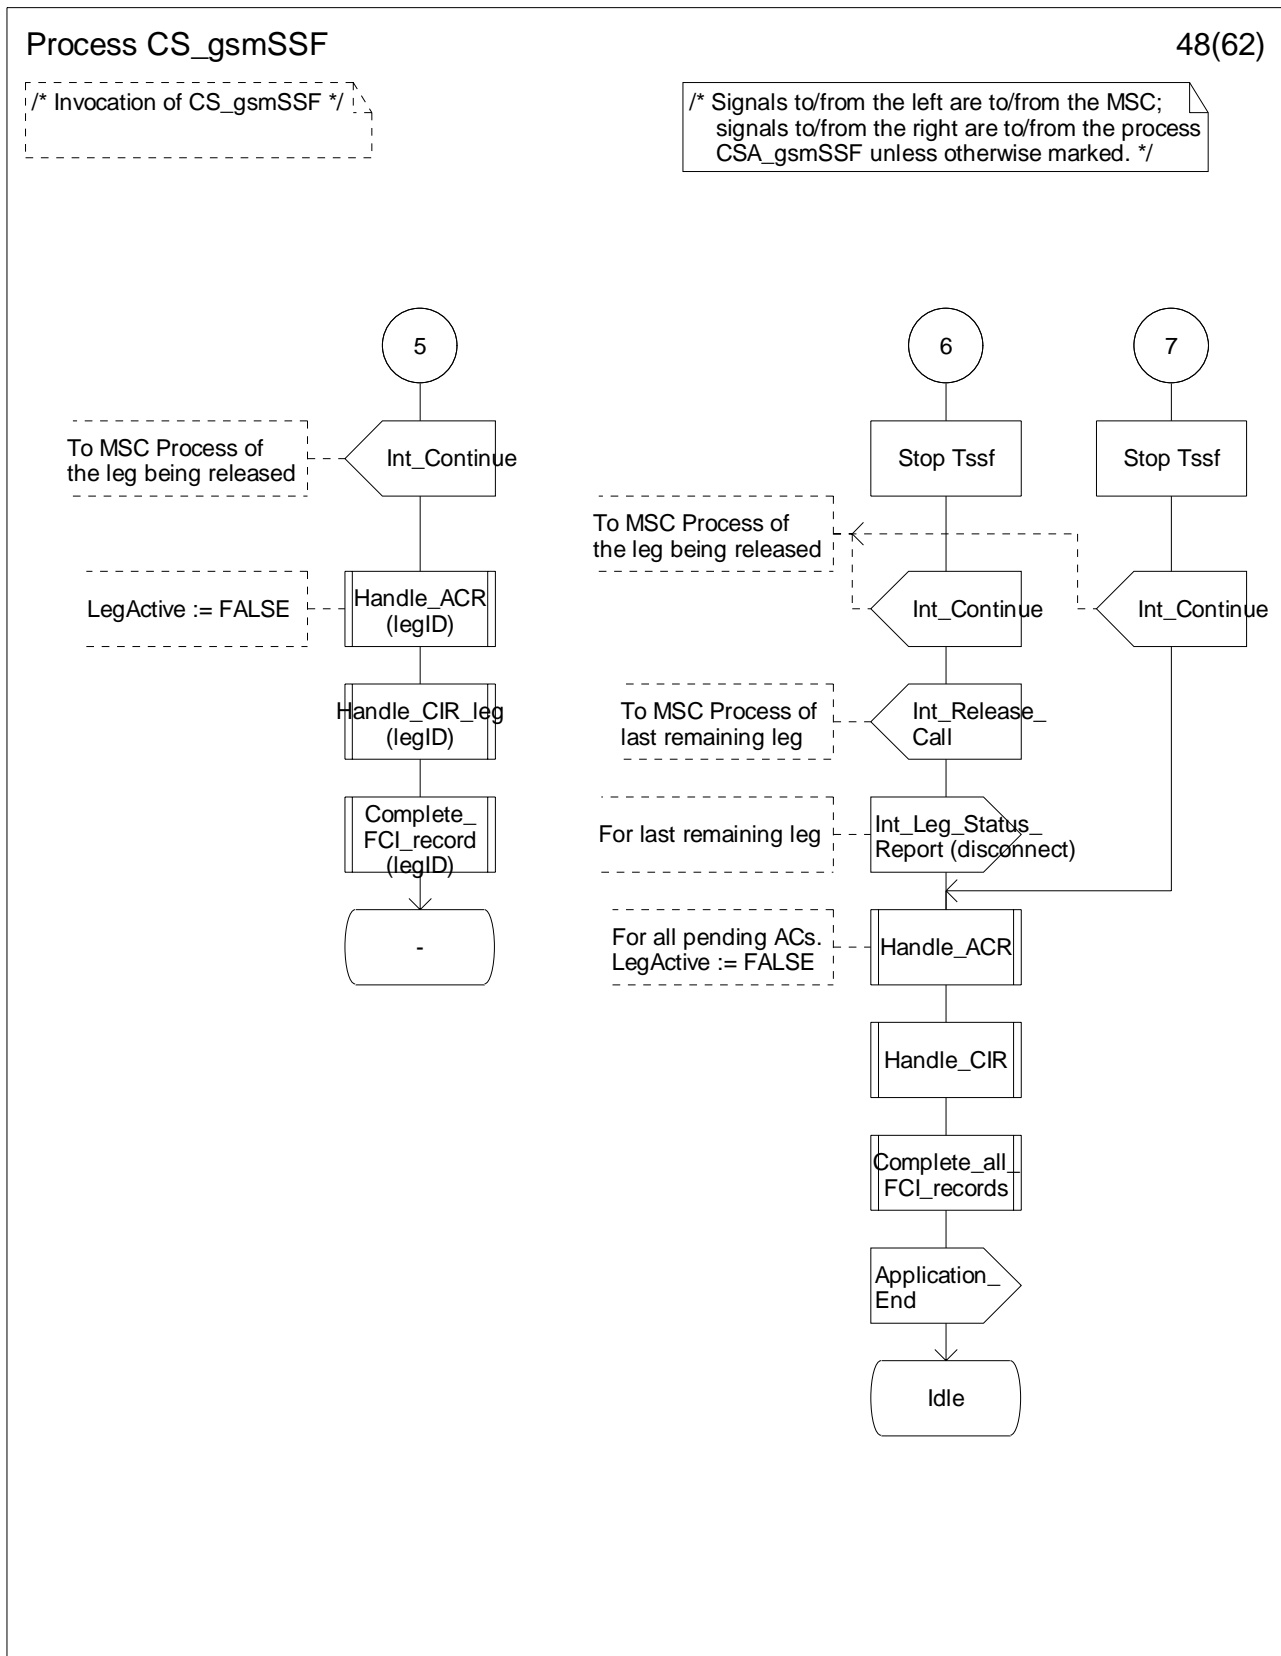 Process CS_gsmSSF
48(62)
/* Invocation of CS_gsmSSF */
/* Signals to/from the left are to/from the MSC;
signals to/from the right are to/from the process
CSA_gsmSSF unless otherwise marked. */
5
To MSC Process of
the leg being released
Int_Continue
LegActive := FALSE
Handle_ACR
(legID)
Handle_CIR_leg
(legID)
Complete_
FCI_record
(legID)
-
6
7
Stop Tssf
Stop Tssf
To MSC Process of
the leg being released
Int_Continue
Int_Continue
To MSC Process of
last remaining leg
Int_Release_
Call
For last remaining leg
Int_Leg_Status_
Report (disconnect)
For all pending ACs.
LegActive := FALSE
Handle_ACR
Handle_CIR
Complete_all_
FCI_records
Application_
End
Idle